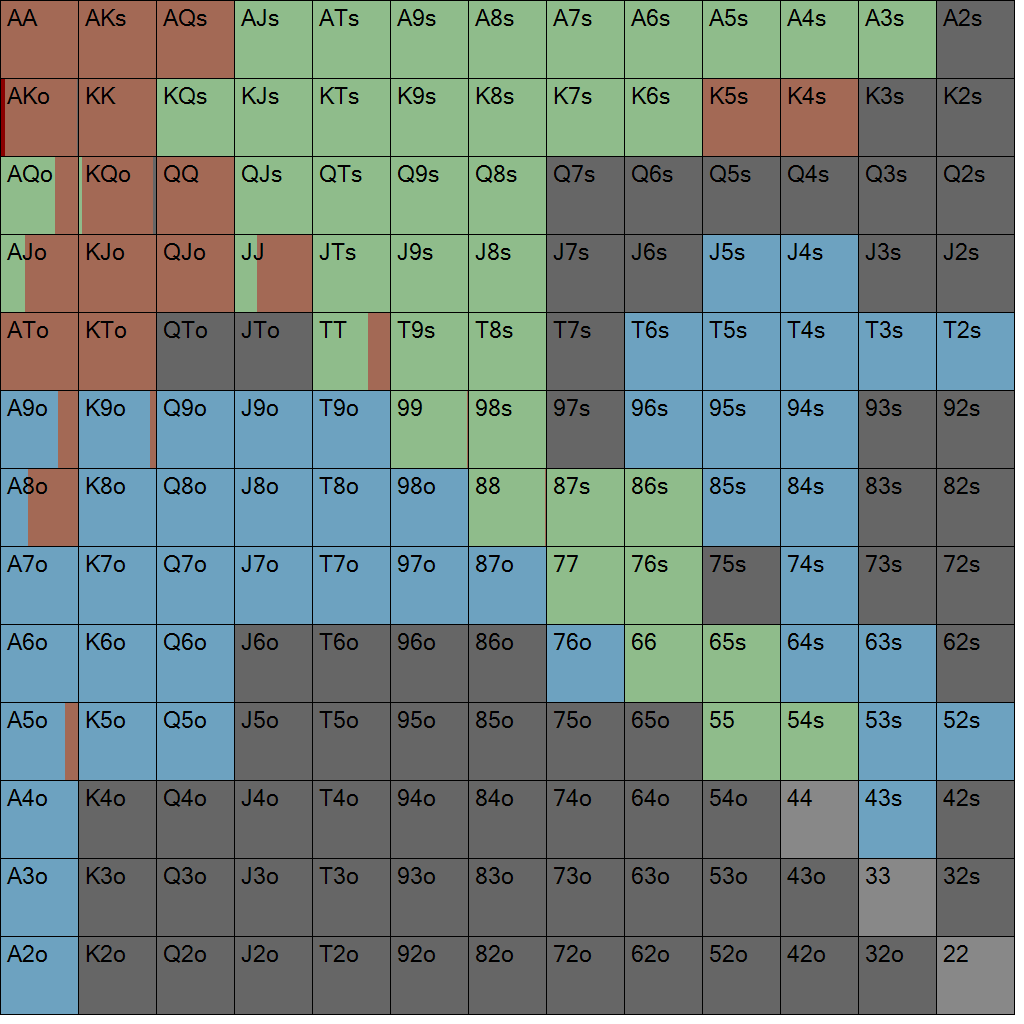 AA AKs AQs AJs ATs A9s A8s A7s A6s A5s A4s A3s A2s
AKo KK KQs KJs KTs K9s K8s K7s K6s K5s K4s K3s K2s
AQo KQo QQ QJs QTs Q9s Q8s Q7s Q6s Q5s Q4s Q3s Q2s
AJo KJo QJo JJ JTs J9s J8s J7s J6s J5s J4s J3s J2s
ATo KTo QTo JTo TT T9s T8s T7s T6s T5s T4s T3s T2s
A9o K9o Q9o J9o T9o 99 98s 97s 96s 95s 94s 93s 92s
A8o K8o Q8o J8o T8o 98o 88 87s 86s 85s 84s 83s 82s
A7o K7o Q7o J7o T7o 97o 87o 77 76s 75s 74s 73s 72s
A6o K6o Q6o J6o T6o 96o 86o 76o 66 65s 64s 63s 62s
A5o K5o Q5o J5o T5o 95o 85o 75o 65o 55 54s 53s 52s
A4o K4o Q4o J4o T4o 94o 84o 74o 64o 54o 44 43s 42s
A3o K3o Q3o J3o T3o 93o 83o 73o 63o 53o 43o 33 32s
A2o K2o Q2o J2o T2o 92o 82o 72o 62o 52o 42o 32o 22